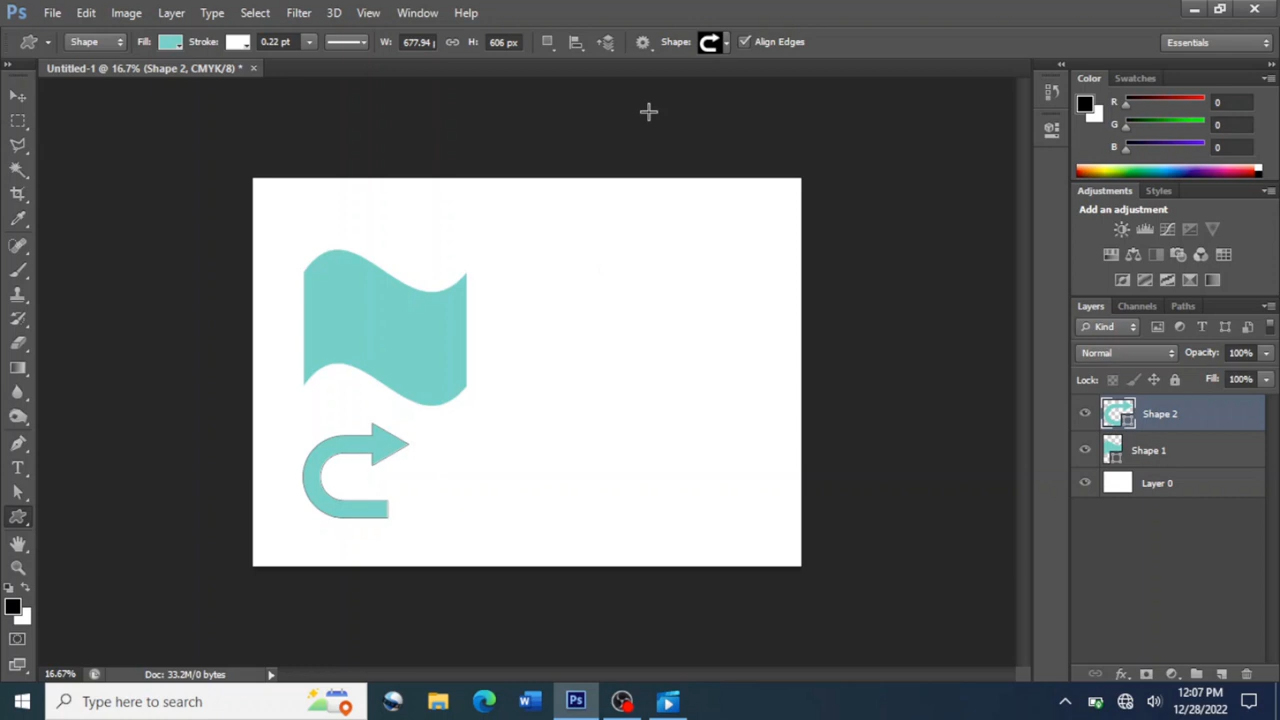 Ps File Edit Image Layer Type Select Filter 3D View Window Help
Shape Fill: Stroke: 0.22 pt W: 677.94 p H: 606 px Shape: Align Edges Essentials
Untitled-1 @ 16.7% (Shape 2, CMYK/8) *
Color Swatches
R 0
G 0
B 0
Adjustments Styles
Add an adjustment
Layers Channels Paths
Kind
Normal Opacity: 100%
Lock: Fill: 100%
Shape 2
Shape 1
Layer 0
16.67% Doc: 33.2M/0 bytes
Type here to search
W
Ps
12:07 PM
12/28/2022